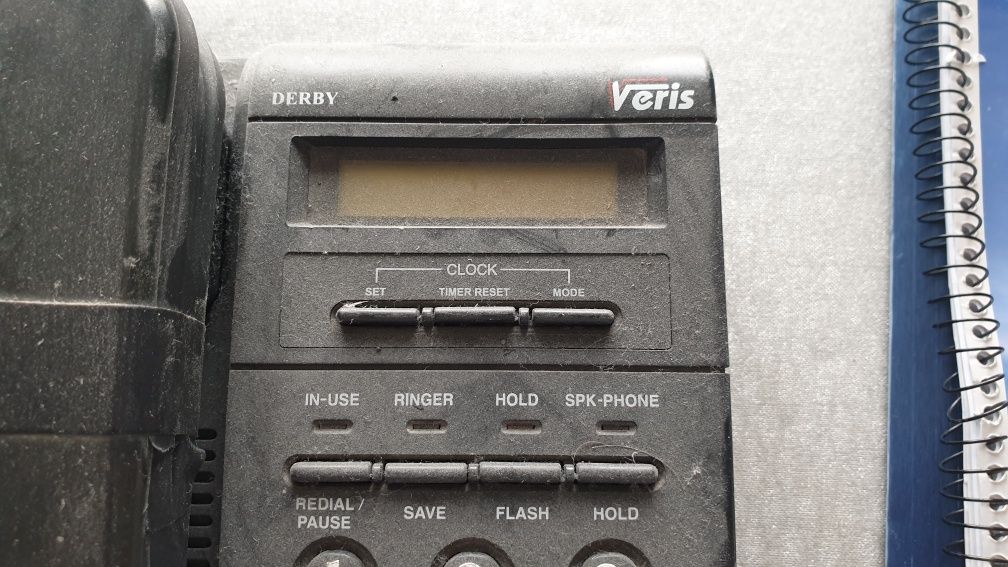 DERBY
Veris
CLOCK
SET TIMER RESET MODE
IN-USE RINGER HOLD SPK-PHONE
REDIAL / PAUSE SAVE FLASH HOLD